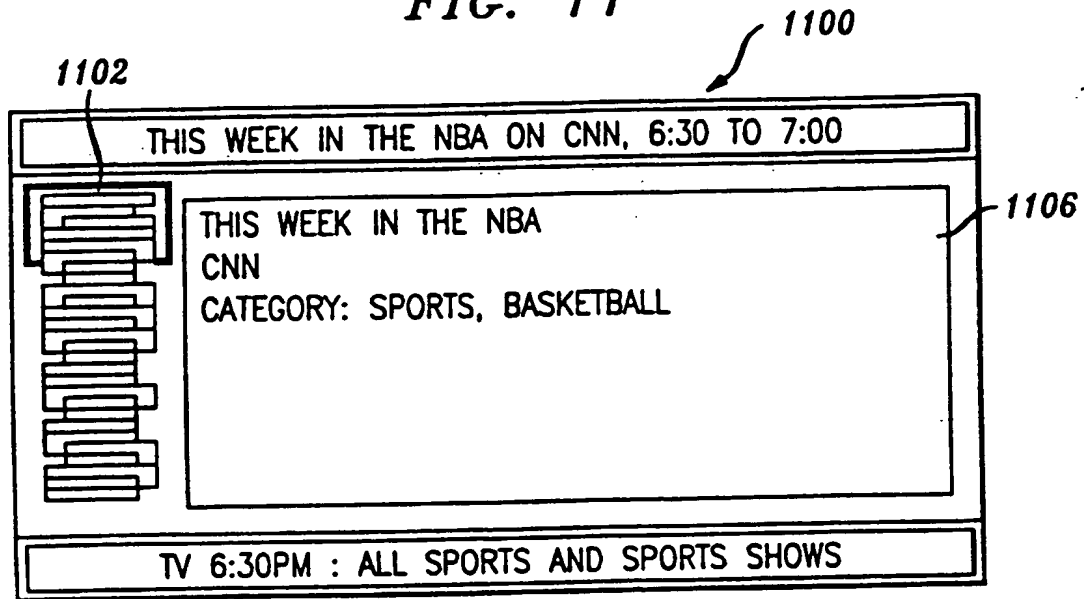 FIG. 11
1100
1102
THIS WEEK IN THE NBA ON CNN, 6:30 TO 7:00
THIS WEEK IN THE NBA
1106
CNN
CATEGORY: SPORTS, BASKETBALL
TV 6:30PM : ALL SPORTS AND SPORTS SHOWS